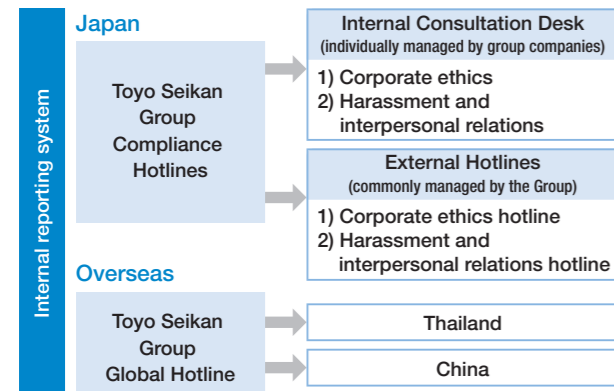 Internal reporting system
Japan
Toyo Seikan
Group
Compliance
Hotlines
Internal Consultation Desk
(individually managed by group companies)
1) Corporate ethics
2) Harassment and
interpersonal relations
External Hotlines
(commonly managed by the Group)
1) Corporate ethics hotline
2) Harassment and
interpersonal relations hotline
Overseas
Toyo Seikan
Group
Global Hotline
Thailand
China